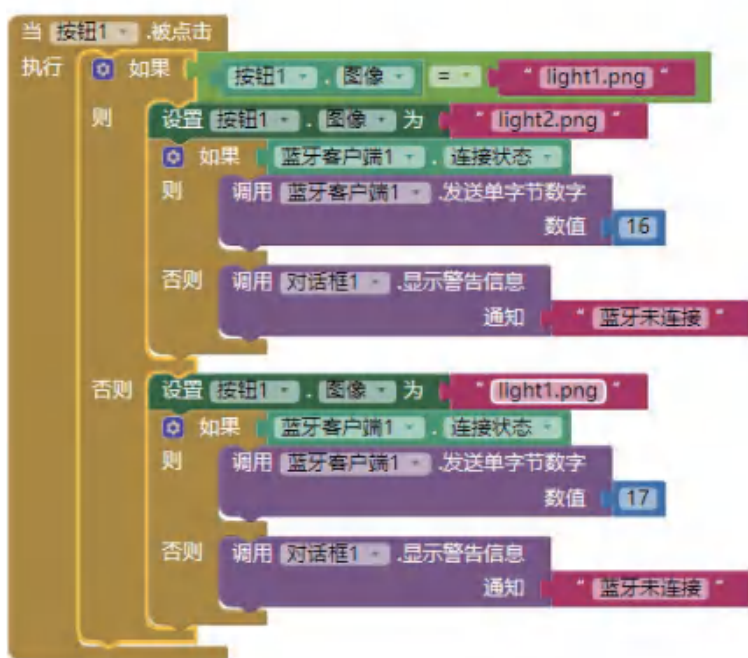 当 按钮1 .被点击
执行 如果 按钮1 . 图像 = " light1.png "
则 设置 按钮1 . 图像 为 " light2.png "
如果 蓝牙客户端1 . 连接状态
则 调用 蓝牙客户端1 .发送单字节数字
数值 16
否则 调用 对话框1 .显示警告信息
通知 " 蓝牙未连接 "
否则 设置 按钮1 . 图像 为 " light1.png "
如果 蓝牙客户端1 . 连接状态
则 调用 蓝牙客户端1 .发送单字节数字
数值 17
否则 调用 对话框1 .显示警告信息
通知 " 蓝牙未连接 "